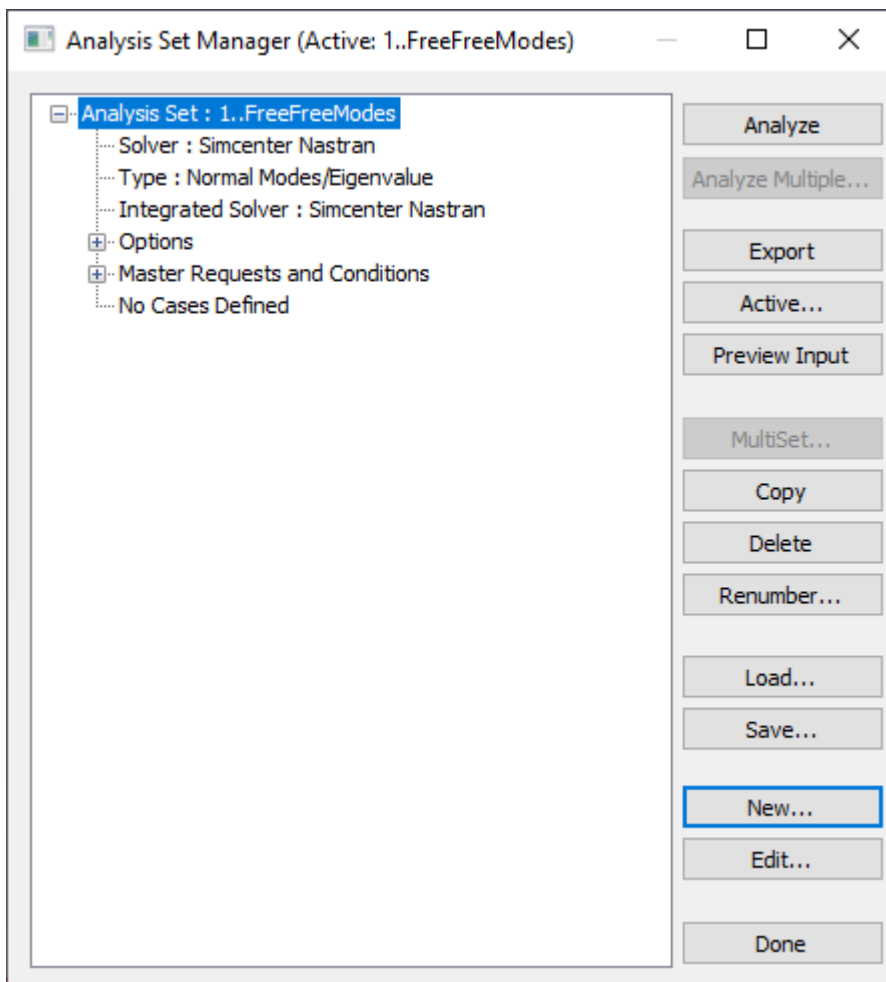 Analysis Set Manager (Active: 1..FreeFreeModes)
Analysis Set : 1..FreeFreeModes
Solver : Simcenter Nastran
Type : Normal Modes/Eigenvalue
Integrated Solver : Simcenter Nastran
Options
Master Requests and Conditions
No Cases Defined
Analyze
Analyze Multiple...
Export
Active...
Preview Input
MultiSet...
Copy
Delete
Renumber...
Load...
Save...
New...
Edit...
Done